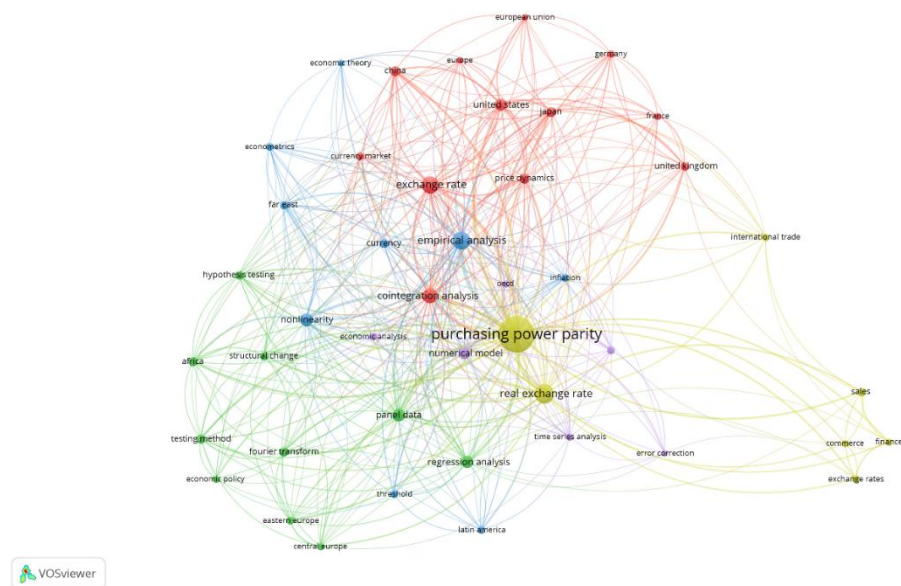 european union
germany
europe
economic theory
china
united states
japan
france
econometrics
currency market
price dynamics
united kingdom
exchange rate
far east
empirical analysis
currency
international trade
hypothesis testing
inflation
oecd
cointegration analysis
nonlinearity
purchasing power parity
economic analysis
numerical model
structural change
africa
real exchange rate
sales
panel data
testing method
time series analysis
commerce
finance
fourier transform
error correction
regression analysis
economic policy
exchange rates
threshold
eastern europe
latin america
central europe
VOSviewer